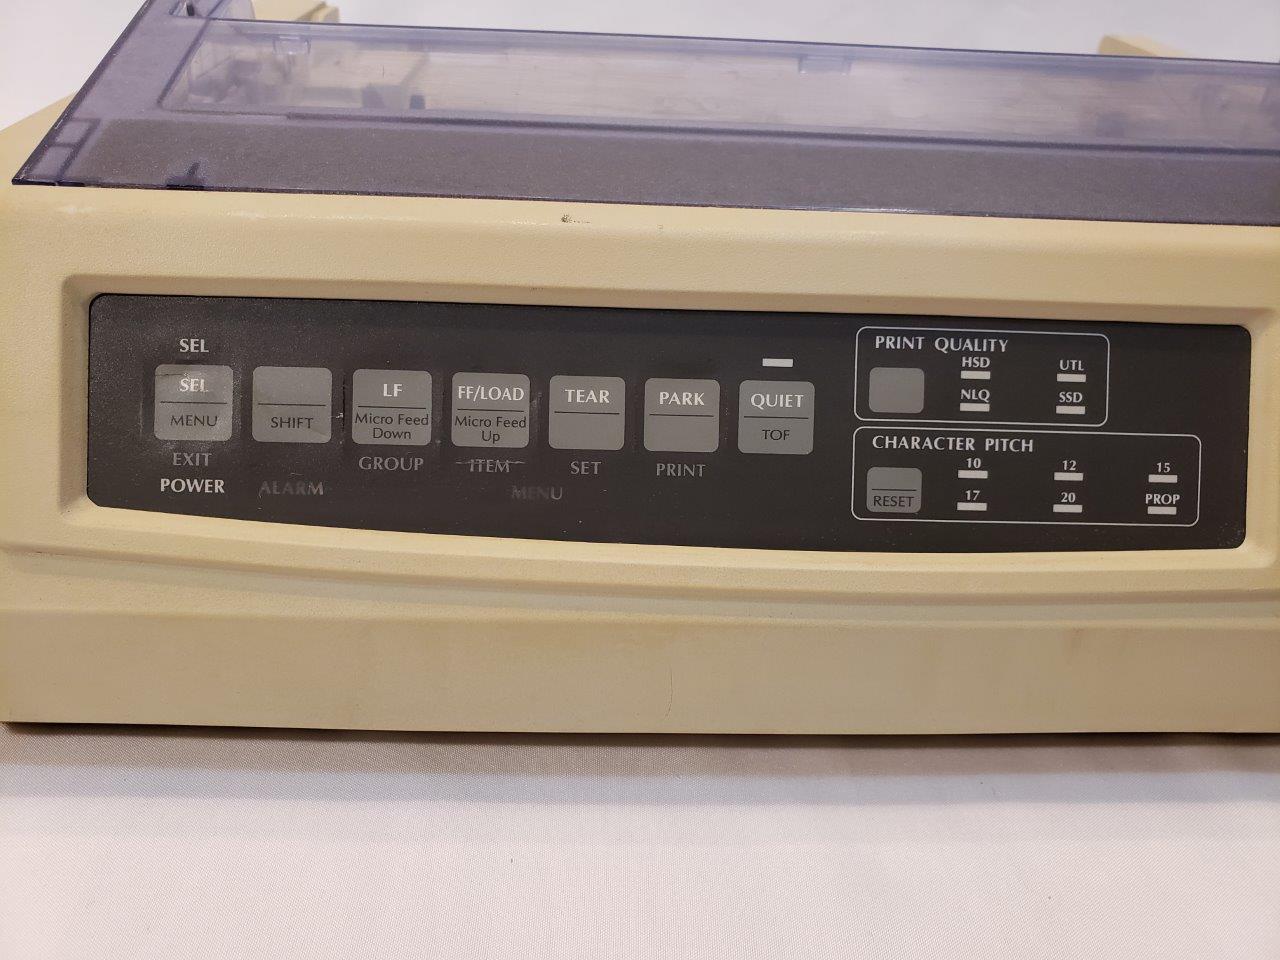 SEL
SEL
MENU
EXIT
POWER
SHIFT
ALARM
LF
Micro Feed
Down
GROUP
FF/LOAD
Micro Feed
Up
ITEM
MENU
TEAR
SET
PARK
PRINT
QUIET
TOF
PRINT QUALITY
HSD UTL
NLQ SSD
CHARACTER PITCH
10 12 15
17 20 PROP
RESET